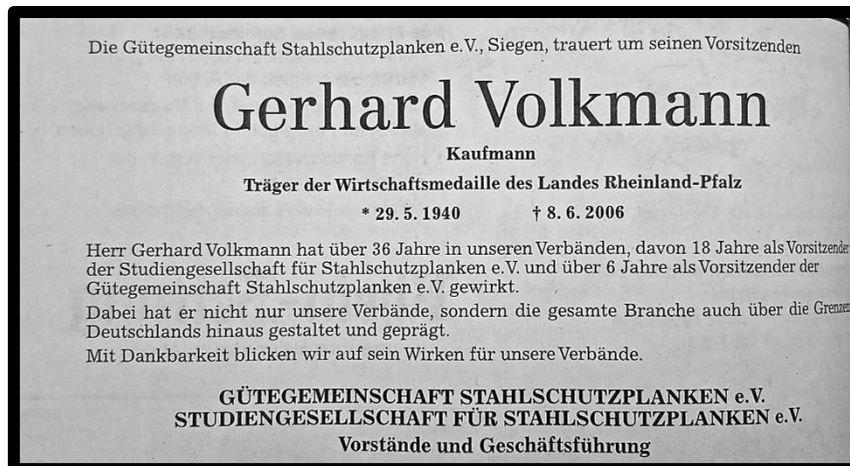 Die Gütegemeinschaft Stahlschutzplanken e.V., Siegen, trauert um seinen Vorsitzenden
Gerhard Volkmann
Kaufmann
Träger der Wirtschaftsmedaille des Landes Rheinland-Pfalz
* 29. 5. 1940 † 8. 6. 2006
Herr Gerhard Volkmann hat über 36 Jahre in unseren Verbänden, davon 18 Jahre als Vorsitzender
der Studiengesellschaft für Stahlschutzplanken e.V. und über 6 Jahre als Vorsitzender der
Gütegemeinschaft Stahlschutzplanken e.V. gewirkt.
Dabei hat er nicht nur unsere Verbände, sondern die gesamte Branche auch über die Grenzen
Deutschlands hinaus gestaltet und geprägt.
Mit Dankbarkeit blicken wir auf sein Wirken für unsere Verbände.
GÜTEGEMEINSCHAFT STAHLSCHUTZPLANKEN e.V.
STUDIENGESELLSCHAFT FÜR STAHLSCHUTZPLANKEN e.V.
Vorstände und Geschäftsführung